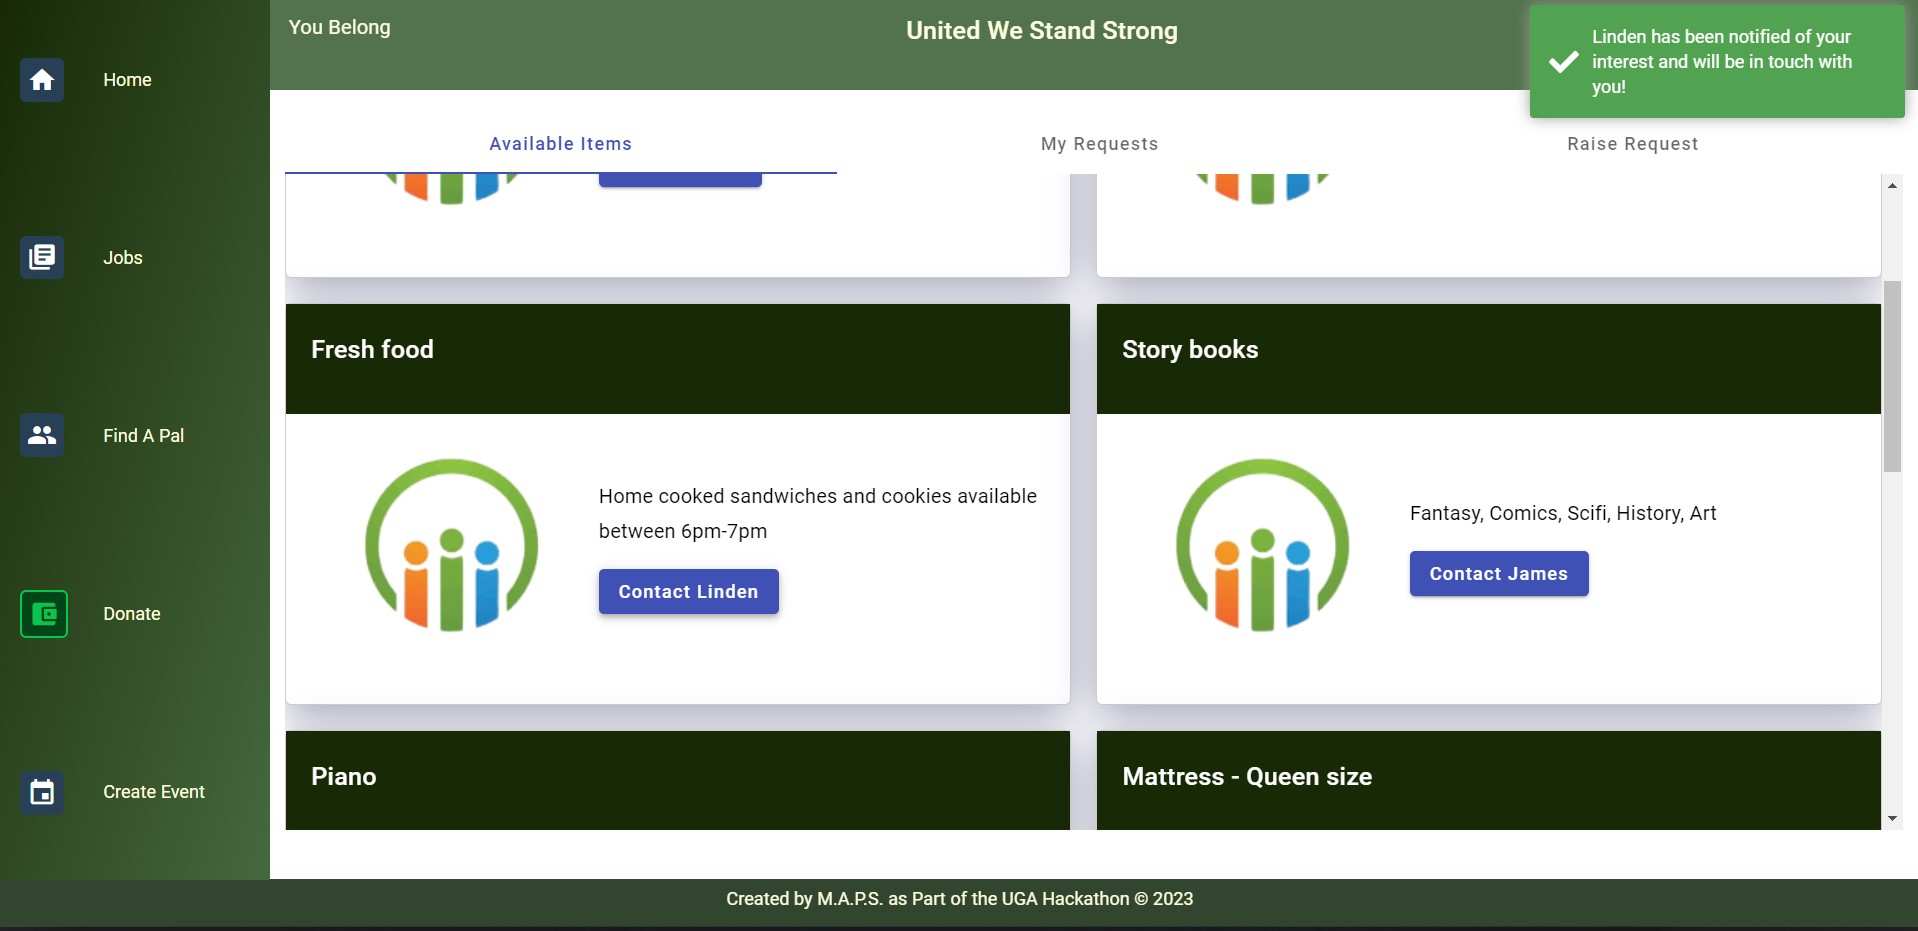 You Belong
United We Stand Strong
Linden has been notified of your
interest and will be in touch with
you!
Home
Jobs
Find A Pal
Donate
Create Event
Available Items
My Requests
Raise Request
Fresh food
Home cooked sandwiches and cookies available
between 6pm-7pm
Contact Linden
Story books
Fantasy, Comics, Scifi, History, Art
Contact James
Piano
Mattress - Queen size
Created by M.A.P.S. as Part of the UGA Hackathon © 2023